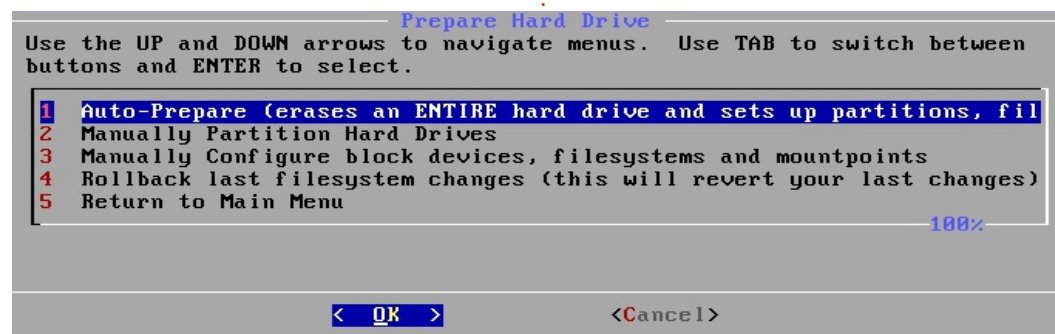 Prepare Hard Drive
Use the UP and DOWN arrows to navigate menus.  Use TAB to switch between
buttons and ENTER to select.
1  Auto-Prepare (erases an ENTIRE hard drive and sets up partitions, fil
2  Manually Partition Hard Drives
3  Manually Configure block devices, filesystems and mountpoints
4  Rollback last filesystem changes (this will revert your last changes)
5  Return to Main Menu
100%
<  OK  >          <Cancel>